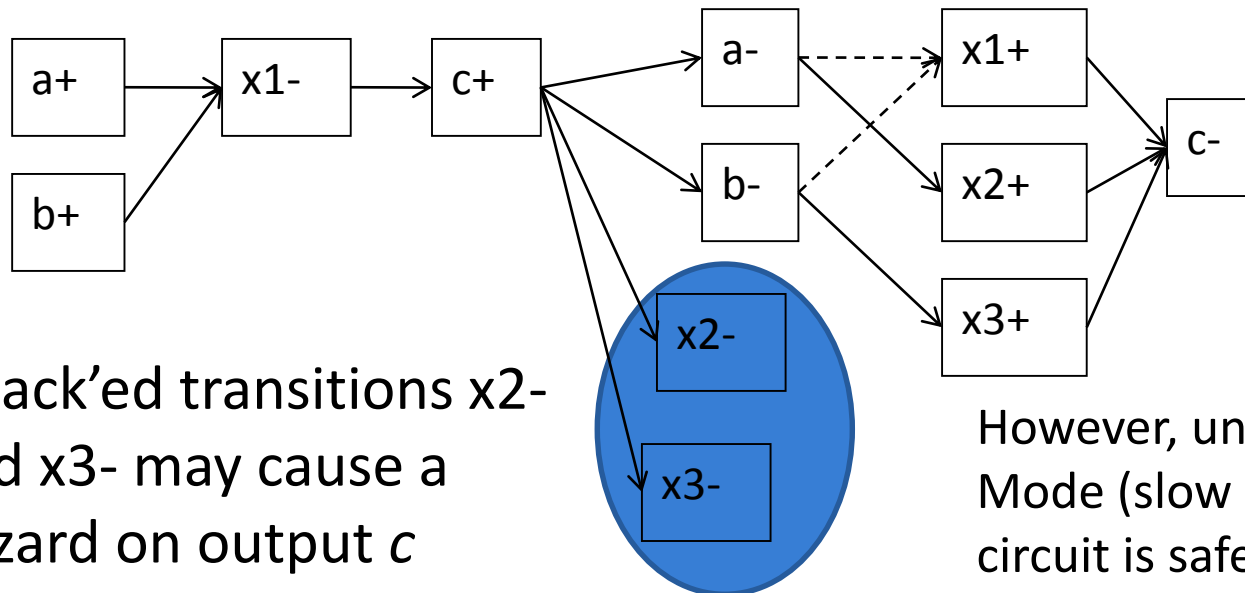 a+
x1-
c+
a-
x1+
b+
b-
x2+
c-
x3+
x2-
x3-
ack'ed transitions x2-
d x3- may cause a
zard on output c
However, un
Mode (slow
circuit is safe